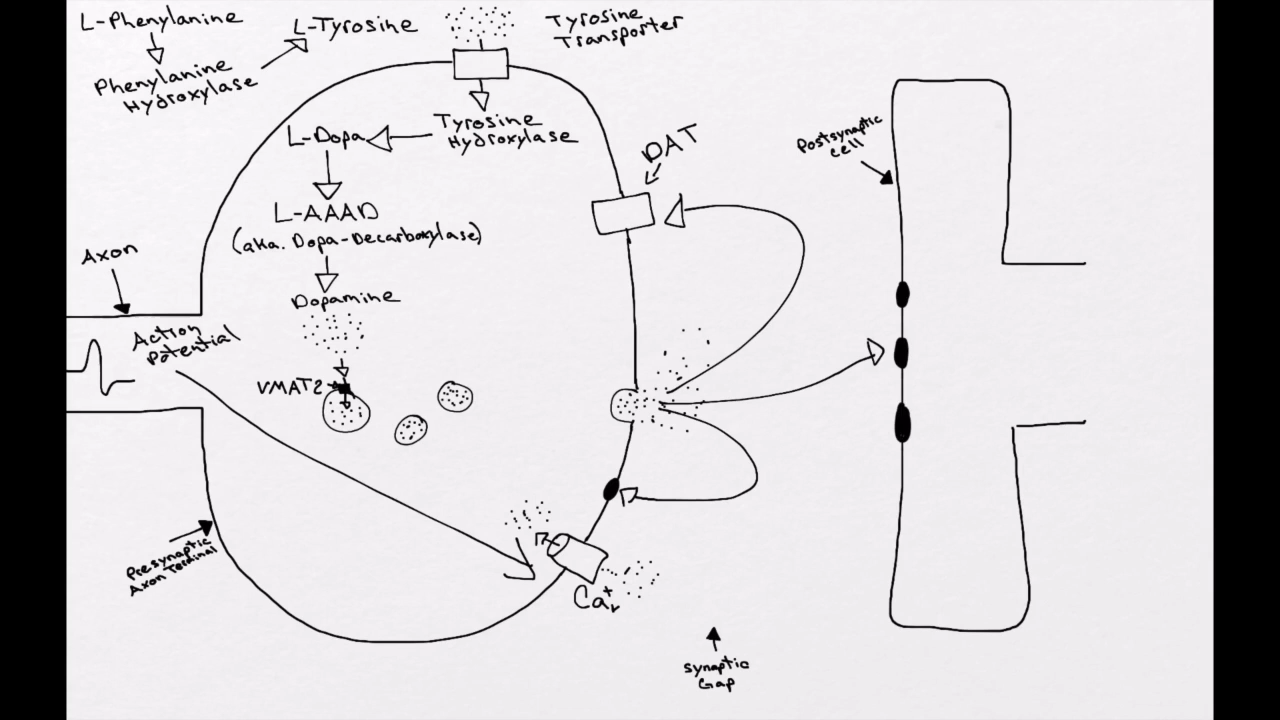 L-Phenylanine
L-Tyrosine
Tyrosine
Transporter
Phenylanine
Hydroxylase
Tyrosine
Hydroxylase
L-Dopa
DAT
Postsynaptic
cell
L-AAAD
(aka. Dopa-Decarboxylase)
Axon
Dopamine
Action
Potential
VMAT2
Presynaptic
Axon Terminal
Ca+
Synaptic
Gap